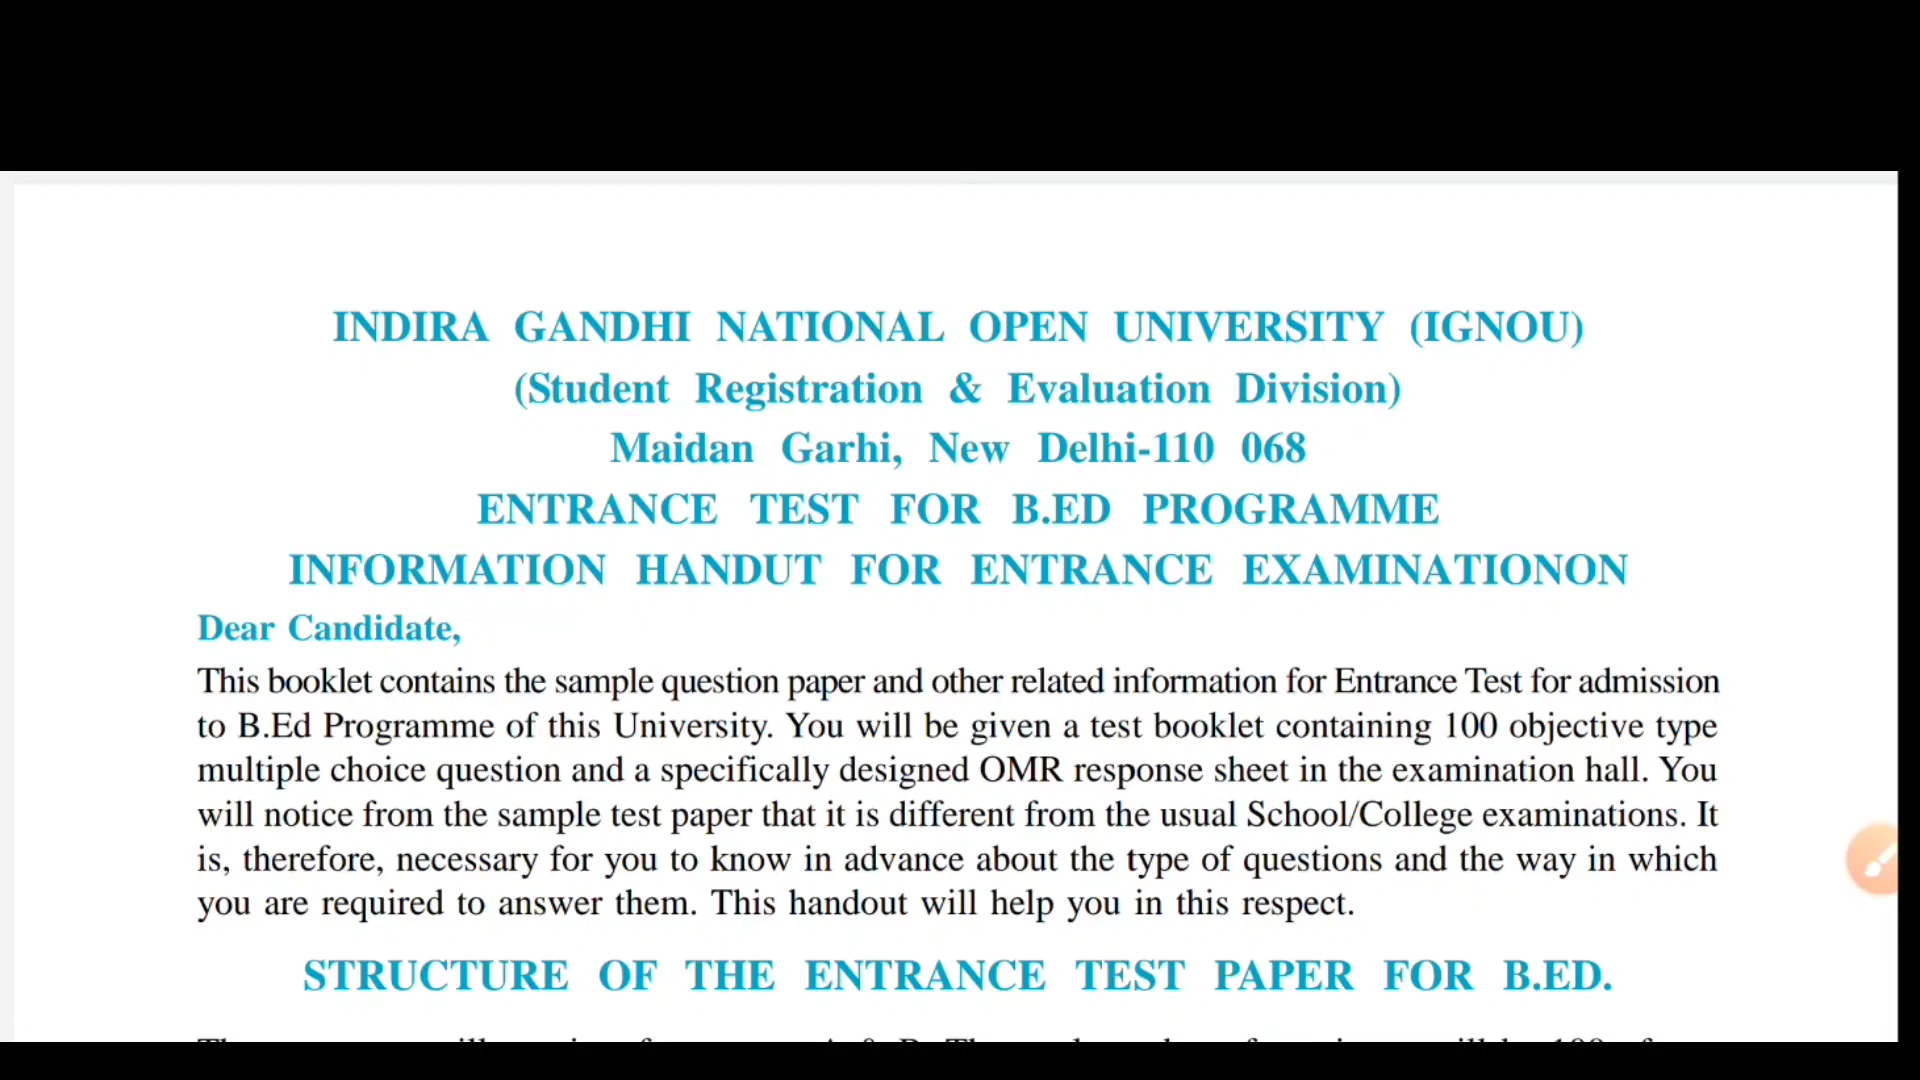 INDIRA GANDHI NATIONAL OPEN UNIVERSITY (IGNOU)
(Student Registration & Evaluation Division)
Maidan Garhi, New Delhi-110 068
ENTRANCE TEST FOR B.ED PROGRAMME
INFORMATION HANDUT FOR ENTRANCE EXAMINATIONON
Dear Candidate,
This booklet contains the sample question paper and other related information for Entrance Test for admission
to B.Ed Programme of this University. You will be given a test booklet containing 100 objective type
multiple choice question and a specifically designed OMR response sheet in the examination hall. You
will notice from the sample test paper that it is different from the usual School/College examinations. It
is, therefore, necessary for you to know in advance about the type of questions and the way in which
you are required to answer them. This handout will help you in this respect.
STRUCTURE OF THE ENTRANCE TEST PAPER FOR B.ED.